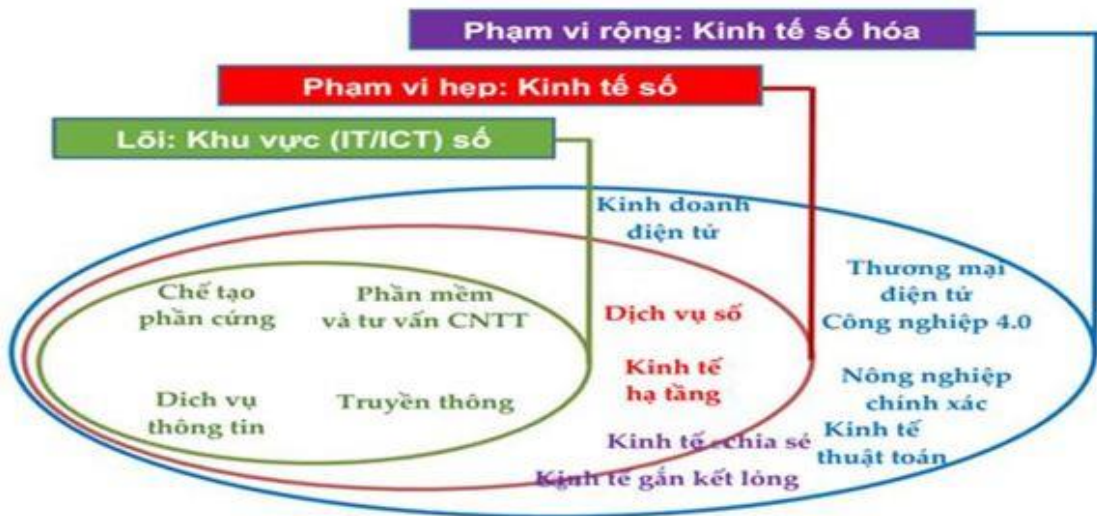 Phạm vi rộng: Kinh tế số hóa
Phạm vi hẹp: Kinh tế số
Lõi: Khu vực (IT/ICT) số
Kinh doanh
điện tử
Thương mại
điện tử
Công nghiệp 4.0
Chế tạo
phần cứng
Phần mềm
và tư vấn CNTT
Dịch vụ số
Kinh tế
hạ tầng
Nông nghiệp
chính xác
Dich vụ
thông tin
Truyền thông
Kinh tế chia sẻ
Kinh tế
thuật toán
Kinh tế gắn kết lỏng